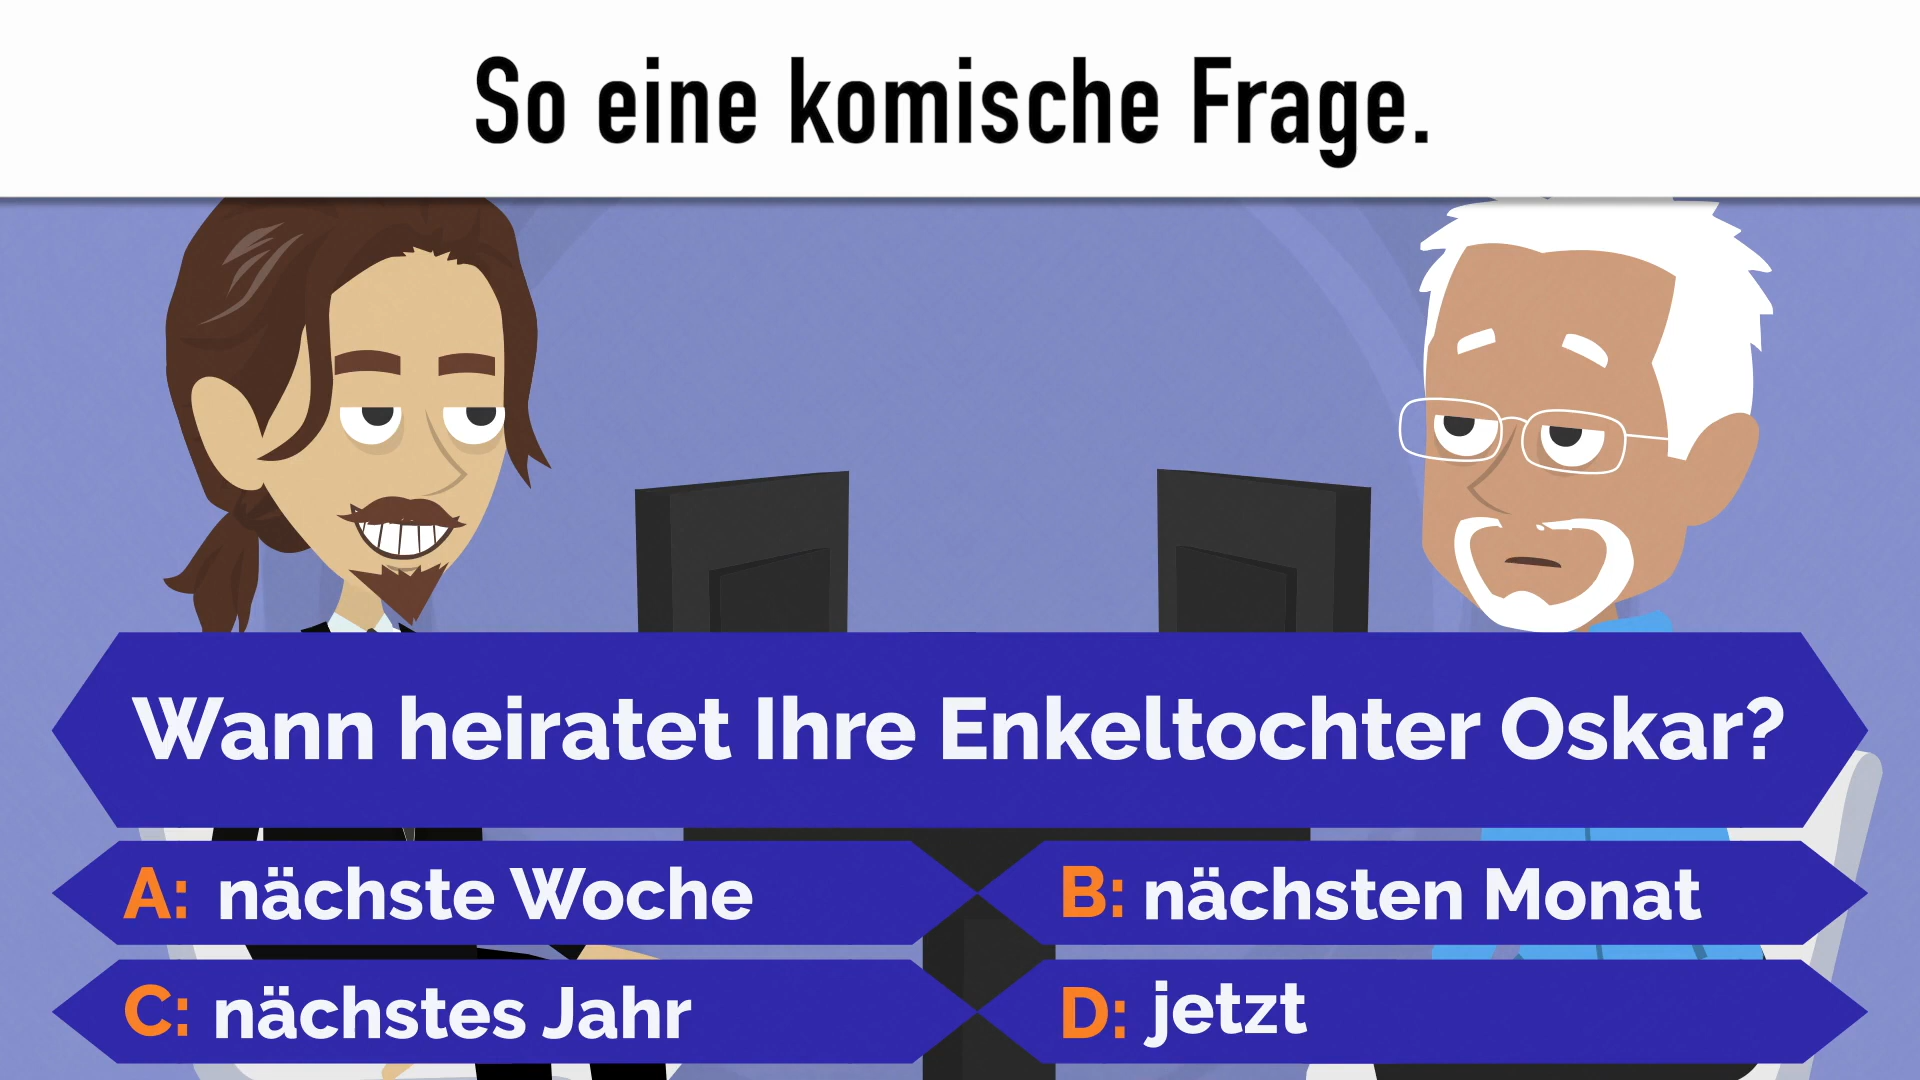 So eine komische Frage.
Wann heiratet Ihre Enkeltochter Oskar?
A: nächste Woche
B: nächsten Monat
C: nächstes Jahr
D: jetzt